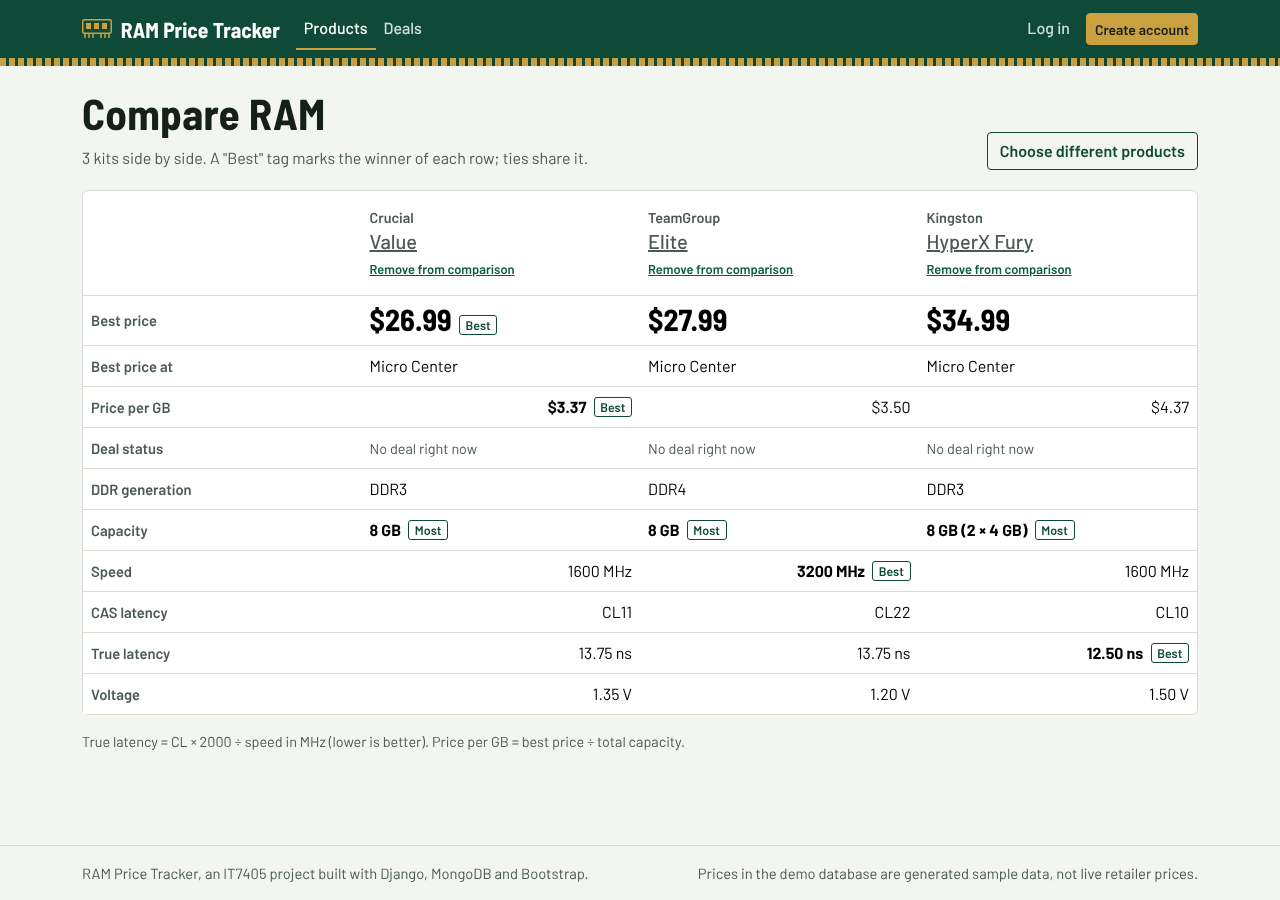 RAM Price Tracker Products Deals Log in Create account
Compare RAM
3 kits side by side. A "Best" tag marks the winner of each row; ties share it.
Choose different products
Crucial TeamGroup Kingston
Value Elite HyperX Fury
Remove from comparison Remove from comparison Remove from comparison
Best price $26.99 Best $27.99 $34.99
Best price at Micro Center Micro Center Micro Center
Price per GB $3.37 Best $3.50 $4.37
Deal status No deal right now No deal right now No deal right now
DDR generation DDR3 DDR4 DDR3
Capacity 8 GB Most 8 GB Most 8 GB (2 × 4 GB) Most
Speed 1600 MHz 3200 MHz Best 1600 MHz
CAS latency CL11 CL22 CL10
True latency 13.75 ns 13.75 ns 12.50 ns Best
Voltage 1.35 V 1.20 V 1.50 V
True latency = CL × 2000 ÷ speed in MHz (lower is better). Price per GB = best price ÷ total capacity.
RAM Price Tracker, an IT7405 project built with Django, MongoDB and Bootstrap. Prices in the demo database are generated sample data, not live retailer prices.